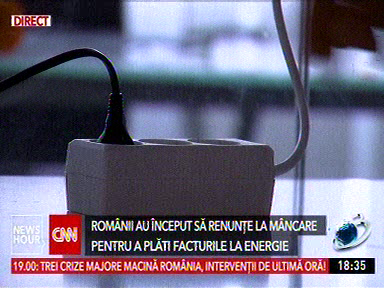 DIRECT
ROMÂNII AU ÎNCEPUT SĂ RENUNȚE LA MÂNCARE
PENTRU A PLĂTI FACTURILE LA ENERGIE
NEWS
HOUR
CNN
18:35
19.00: TREI CRIZE MAJORE MACINĂ ROMÂNIA, INTERVENȚII DE ULTIMĂ ORĂ!